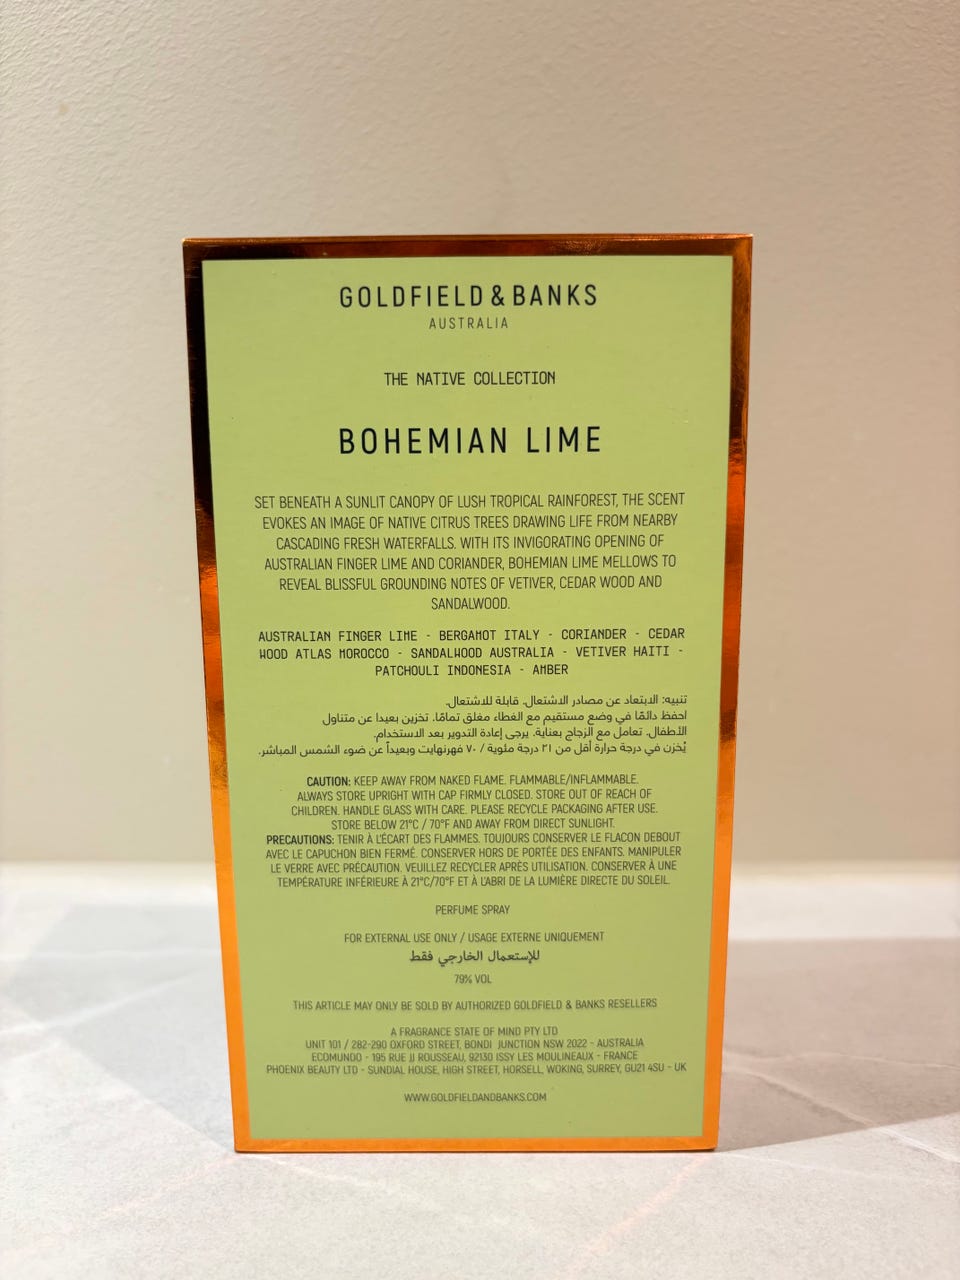 GOLDFIELD & BANKS
AUSTRALIA
THE NATIVE COLLECTION
BOHEMIAN LIME
SET BENEATH A SUNLIT CANOPY OF LUSH TROPICAL RAINFOREST, THE SCENT
EVOKES AN IMAGE OF NATIVE CITRUS TREES DRAWING LIFE FROM NEARBY
CASCADING FRESH WATERFALLS. WITH ITS INVIGORATING OPENING OF
AUSTRALIAN FINGER LIME AND CORIANDER, BOHEMIAN LIME MELLOWS TO
REVEAL BLISSFUL GROUNDING NOTES OF VETIVER, CEDAR WOOD AND
SANDALWOOD.
AUSTRALIAN FINGER LIME - BERGAMOT ITALY - CORIANDER - CEDAR
WOOD ATLAS MOROCCO - SANDALWOOD AUSTRALIA - VETIVER HAITI -
PATCHOULI INDONESIA - AMBER
تنبيه: الابتعاد عن مصادر الاشتعال. قابلة للاشتعال.
احفظ دائمًا في وضع مستقيم مع الغطاء مغلق تمامًا. تخزين بعيدا عن متناول
الأطفال. تعامل مع الزجاج بعناية. يرجى إعادة التدوير بعد الاستخدام.
يُخزن في درجة حرارة أقل من ٢١ درجة مئوية / ٧٠ فهرنهايت وبعيداً عن ضوء الشمس المباشر.
CAUTION: KEEP AWAY FROM NAKED FLAME. FLAMMABLE/INFLAMMABLE.
ALWAYS STORE UPRIGHT WITH CAP FIRMLY CLOSED. STORE OUT OF REACH OF
CHILDREN. HANDLE GLASS WITH CARE. PLEASE RECYCLE PACKAGING AFTER USE.
STORE BELOW 21°C / 70°F AND AWAY FROM DIRECT SUNLIGHT.
PRECAUTIONS: TENIR À L'ÉCART DES FLAMMES. TOUJOURS CONSERVER LE FLACON DEBOUT
AVEC LE CAPUCHON BIEN FERMÉ. CONSERVER HORS DE PORTÉE DES ENFANTS. MANIPULER
LE VERRE AVEC PRÉCAUTION. VEUILLEZ RECYCLER APRÈS UTILISATION. CONSERVER À UNE
TEMPÉRATURE INFÉRIEURE À 21°C/70°F ET À L'ABRI DE LA LUMIÈRE DIRECTE DU SOLEIL.
PERFUME SPRAY
FOR EXTERNAL USE ONLY / USAGE EXTERNE UNIQUEMENT
للإستعمال الخارجي فقط
79% VOL
THIS ARTICLE MAY ONLY BE SOLD BY AUTHORIZED GOLDFIELD & BANKS RESELLERS
A FRAGRANCE STATE OF MIND PTY LTD
UNIT 101 / 282-290 OXFORD STREET, BONDI JUNCTION NSW 2022 - AUSTRALIA
ECOMUNDO - 195 RUE JJ ROUSSEAU, 92130 ISSY LES MOULINEAUX - FRANCE
PHOENIX BEAUTY LTD - SUNDIAL HOUSE, HIGH STREET, HORSELL, WOKING, SURREY, GU21 4SU - UK
WWW.GOLDFIELDANDBANKS.COM